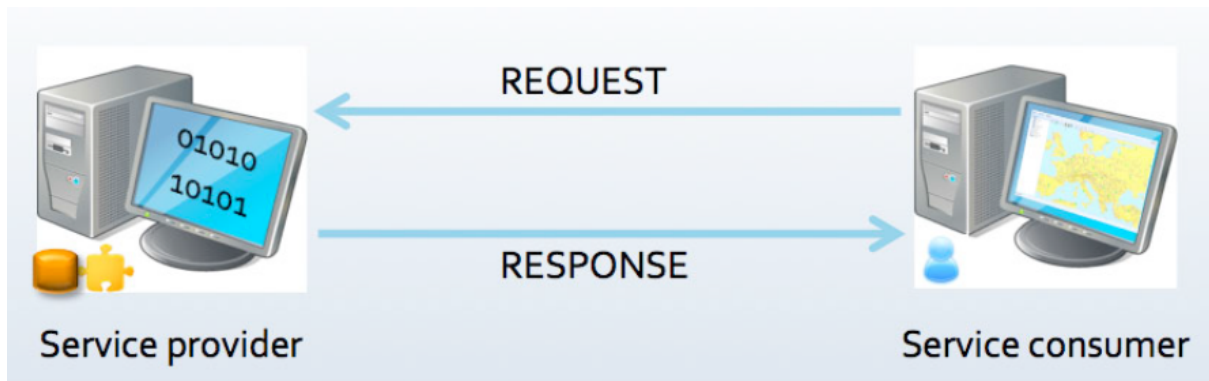 REQUEST
01010
10101
RESPONSE
Service provider
Service consumer